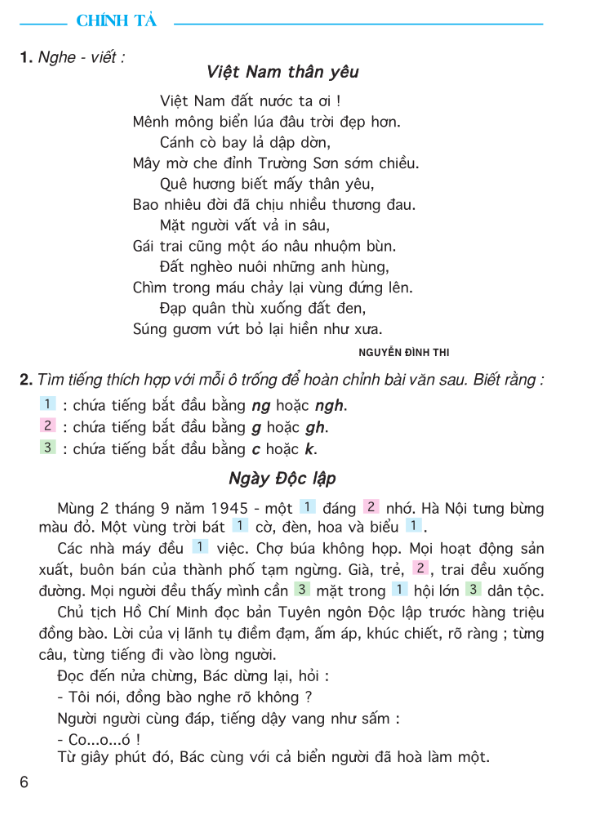 CHÍNH TẢ
1. Nghe - viết :
Việt Nam thân yêu
Việt Nam đất nước ta ơi !
Mênh mông biển lúa đâu trời đẹp hơn.
Cánh cò bay lả dập dờn,
Mây mờ che đỉnh Trường Sơn sớm chiều.
Quê hương biết mấy thân yêu,
Bao nhiêu đời đã chịu nhiều thương đau.
Mặt người vất vả in sâu,
Gái trai cũng một áo nâu nhuộm bùn.
Đất nghèo nuôi những anh hùng,
Chìm trong máu chảy lại vùng đứng lên.
Đạp quân thù xuống đất đen,
Súng gươm vứt bỏ lại hiền như xưa.
NGUYỄN ĐÌNH THI
2. Tìm tiếng thích hợp với mỗi ô trống để hoàn chỉnh bài văn sau. Biết rằng :
1 : chứa tiếng bắt đầu bằng ng hoặc ngh.
2 : chứa tiếng bắt đầu bằng g hoặc gh.
3 : chứa tiếng bắt đầu bằng c hoặc k.
Ngày Độc lập
Mùng 2 tháng 9 năm 1945 - một 1 đáng 2 nhớ. Hà Nội tưng bừng
màu đỏ. Một vùng trời bát 1 cờ, đèn, hoa và biểu 1 .
Các nhà máy đều 1 việc. Chợ búa không họp. Mọi hoạt động sản
xuất, buôn bán của thành phố tạm ngừng. Già, trẻ, 2 , trai đều xuống
đường. Mọi người đều thấy mình cần 3 mặt trong 1 hội lớn 3 dân tộc.
Chủ tịch Hồ Chí Minh đọc bản Tuyên ngôn Độc lập trước hàng triệu
đồng bào. Lời của vị lãnh tụ điềm đạm, ấm áp, khúc chiết, rõ ràng ; từng
câu, từng tiếng đi vào lòng người.
Đọc đến nửa chừng, Bác dừng lại, hỏi :
- Tôi nói, đồng bào nghe rõ không ?
Người người cùng đáp, tiếng dậy vang như sấm :
- Co...o...ó !
Từ giây phút đó, Bác cùng với cả biển người đã hoà làm một.
6